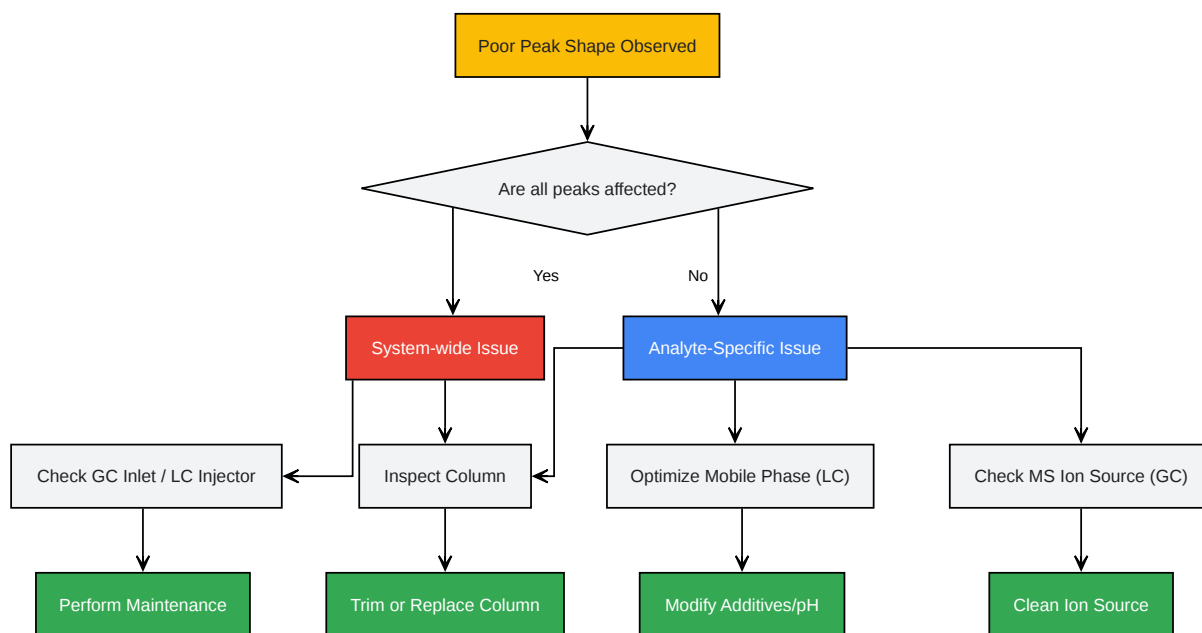 Poor Peak Shape Observed
Are all peaks affected?
Yes
No
System-wide Issue
Analyte-Specific Issue
Check GC Inlet / LC Injector
Inspect Column
Optimize Mobile Phase (LC)
Check MS Ion Source (GC)
Perform Maintenance
Trim or Replace Column
Modify Additives/pH
Clean Ion Source